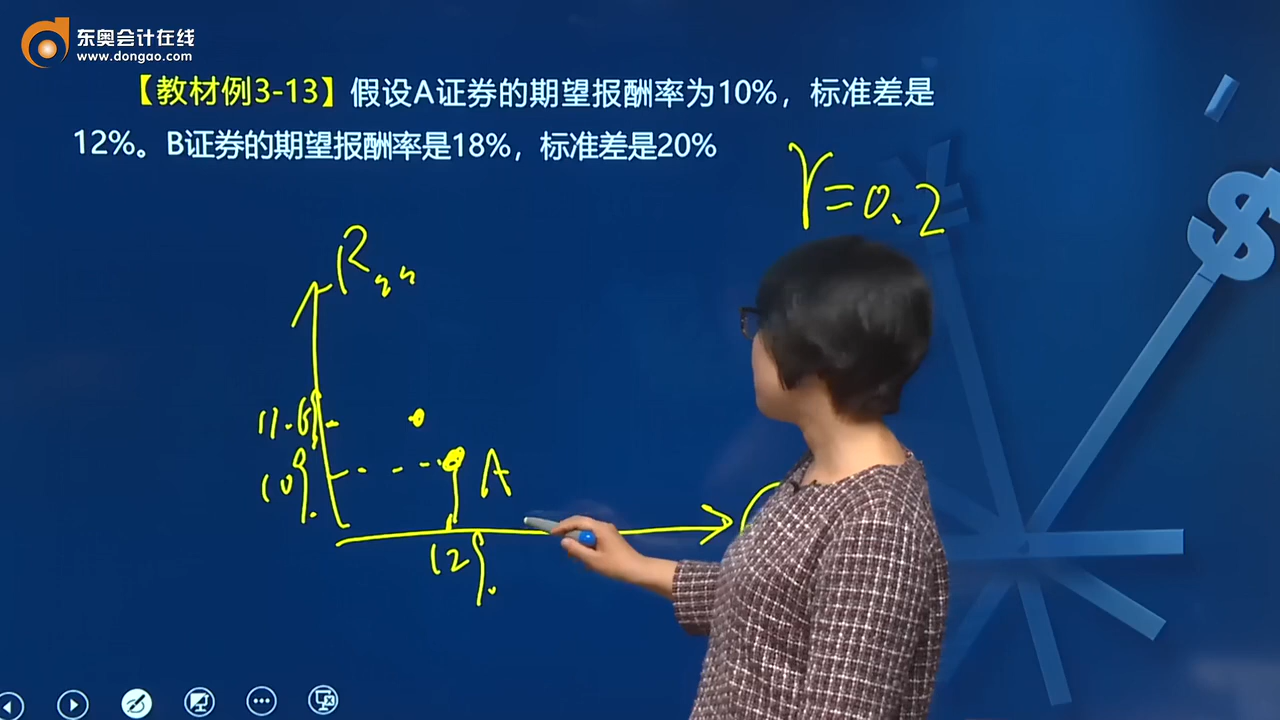 东奥会计在线
www.dongao.com
【教材例3-13】假设A证券的期望报酬率为10%，标准差是
12%。B证券的期望报酬率是18%，标准差是20%
r=0.2
R
11.6
10%
A
12%